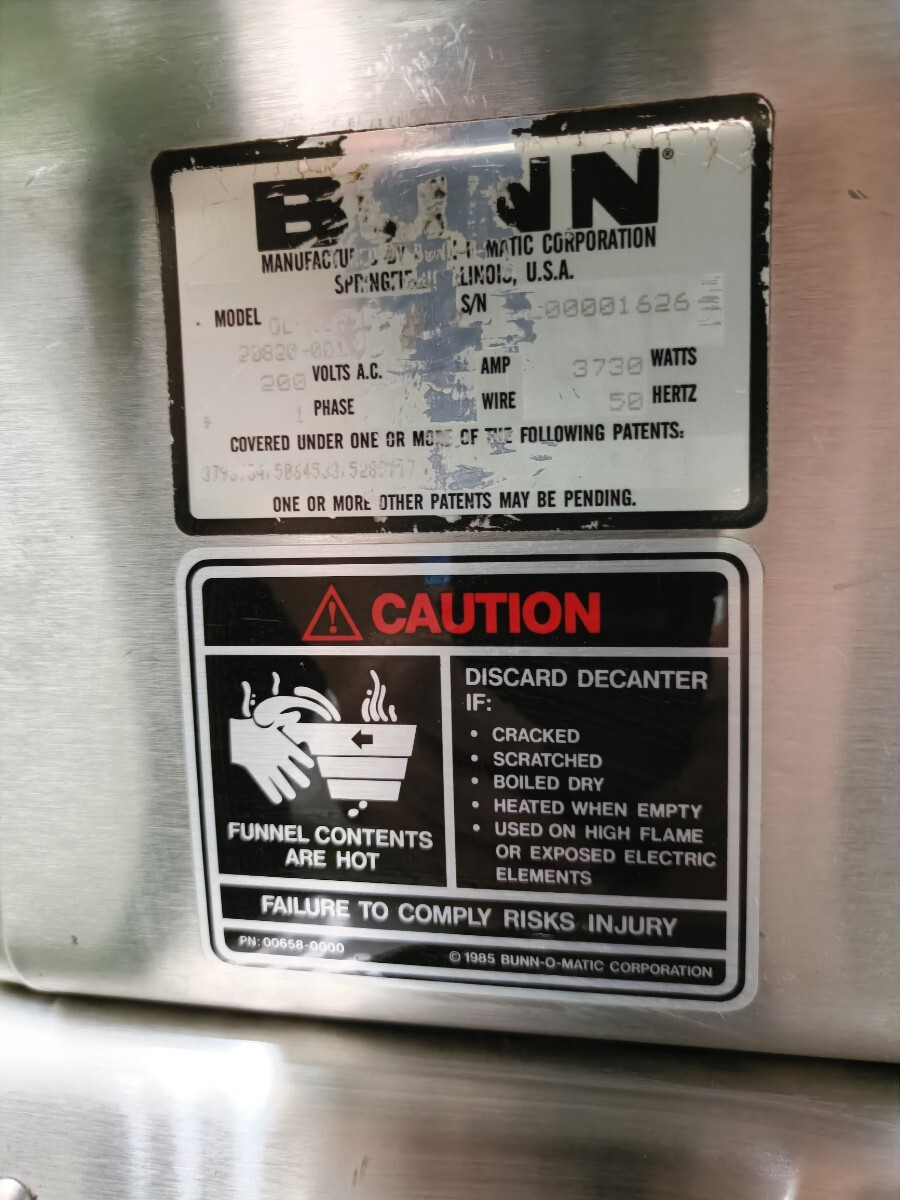 BUNN®
MANUFACTURED BY BUNN-O-MATIC CORPORATION
SPRINGFIELD, ILLINOIS, U.S.A.
MODEL S/N 00001626
20820
200 VOLTS A.C. AMP 3730 WATTS
1 PHASE WIRE 50 HERTZ
COVERED UNDER ONE OR MORE OF THE FOLLOWING PATENTS:
ONE OR MORE OTHER PATENTS MAY BE PENDING.
CAUTION
FUNNEL CONTENTS
ARE HOT
DISCARD DECANTER
IF:
• CRACKED
• SCRATCHED
• BOILED DRY
• HEATED WHEN EMPTY
• USED ON HIGH FLAME
OR EXPOSED ELECTRIC
ELEMENTS
FAILURE TO COMPLY RISKS INJURY
PN: 00658-0000
© 1985 BUNN-O-MATIC CORPORATION